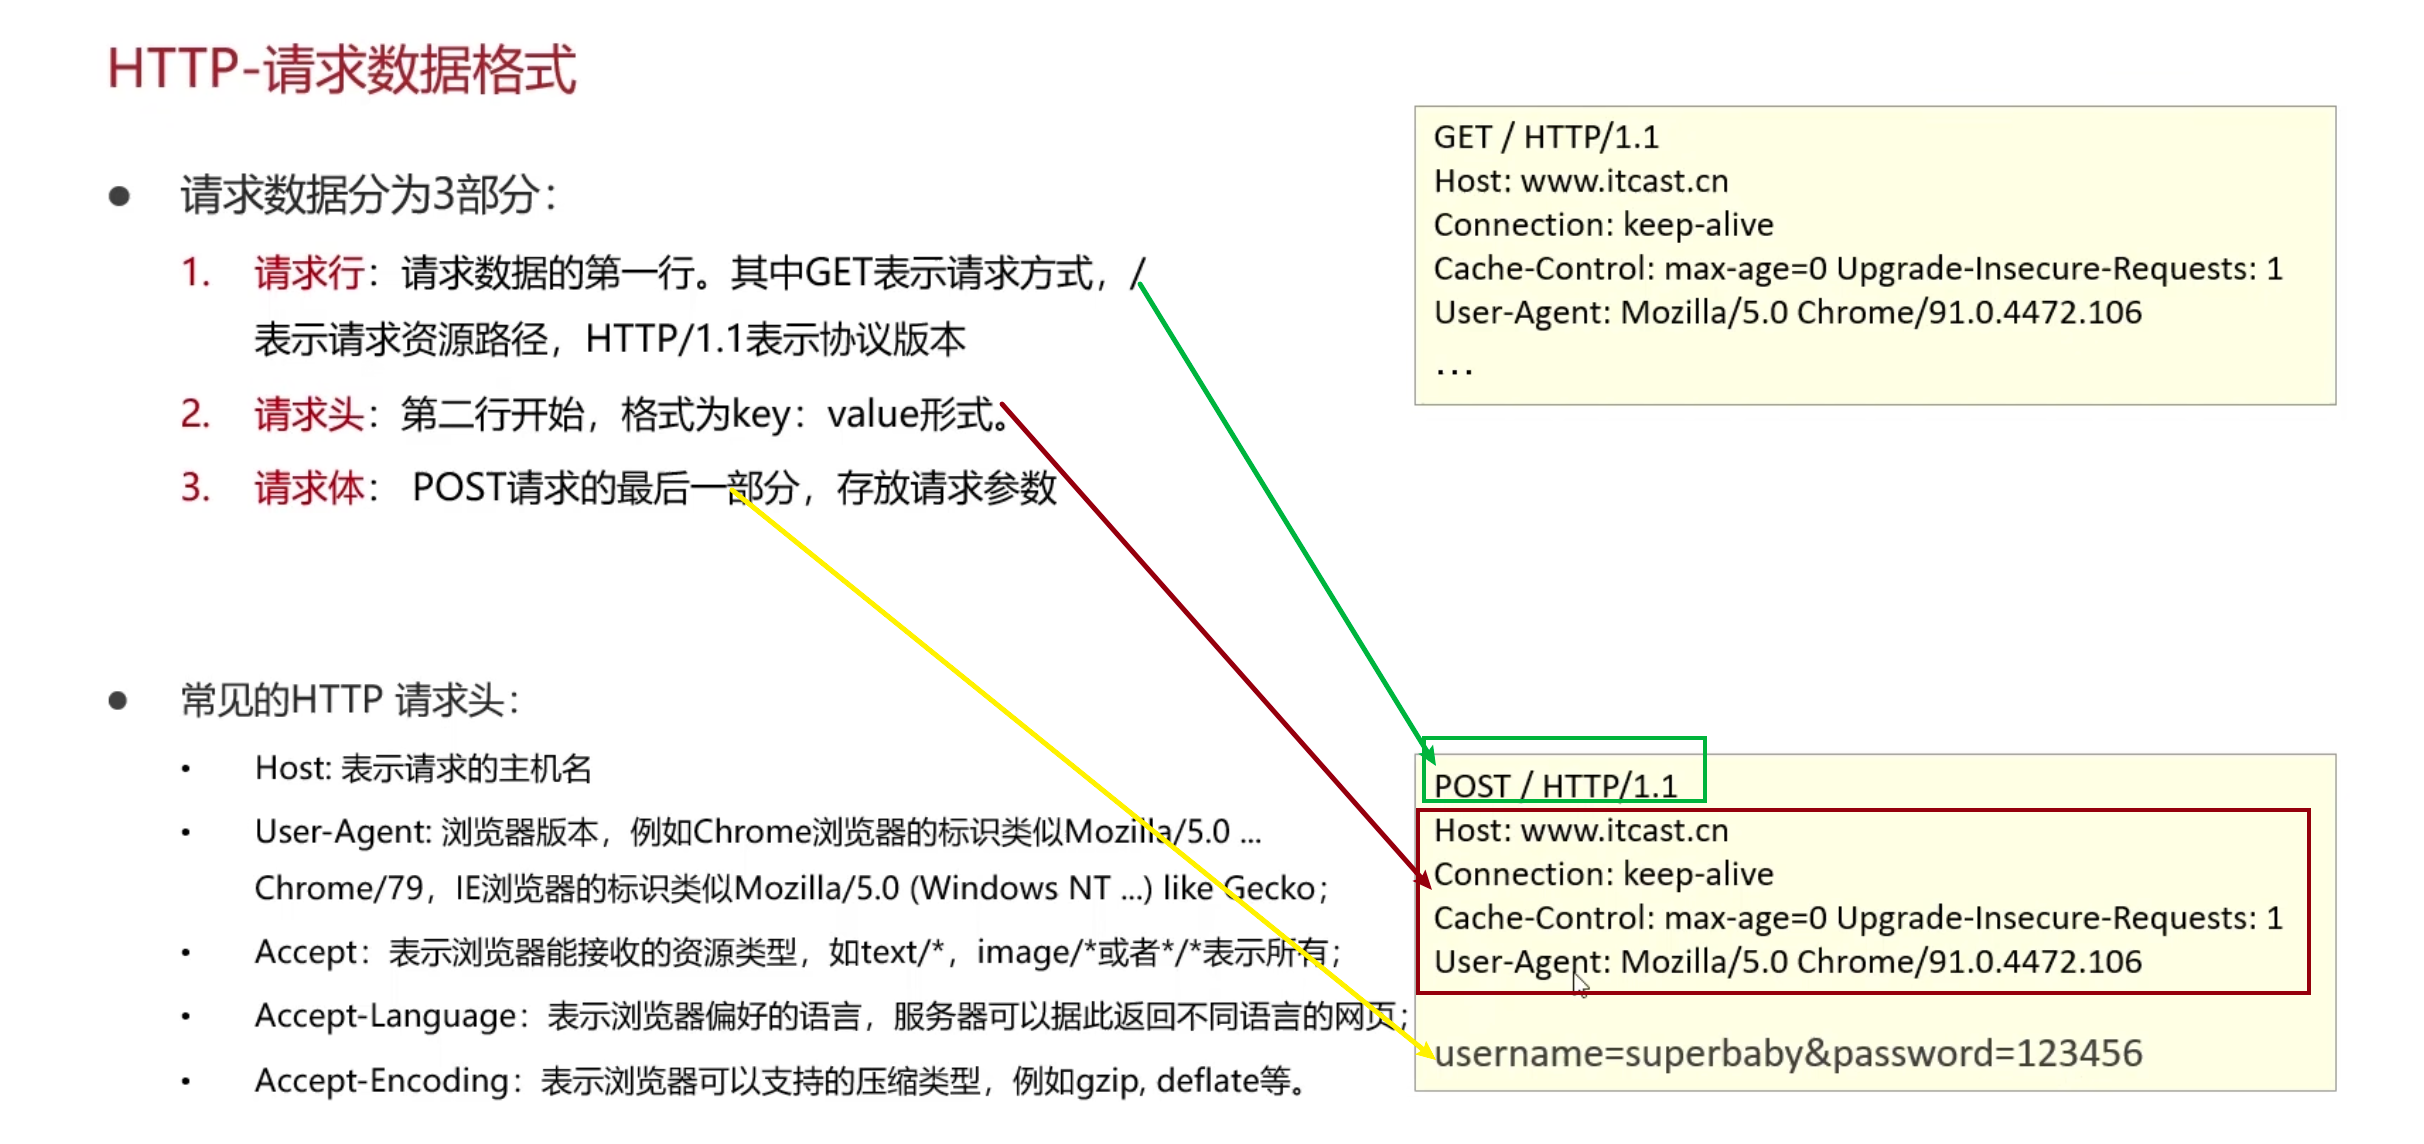 HTTP-请求数据格式
● 请求数据分为3部分：
1. 请求行：请求数据的第一行。其中GET表示请求方式，/
表示请求资源路径，HTTP/1.1表示协议版本
2. 请求头：第二行开始，格式为key：value形式。
3. 请求体： POST请求的最后一部分，存放请求参数
● 常见的HTTP 请求头：
• Host: 表示请求的主机名
• User-Agent: 浏览器版本，例如Chrome浏览器的标识类似Mozilla/5.0 ...
Chrome/79，IE浏览器的标识类似Mozilla/5.0 (Windows NT ...) like Gecko；
• Accept：表示浏览器能接收的资源类型，如text/*，image/*或者*/*表示所有；
• Accept-Language：表示浏览器偏好的语言，服务器可以据此返回不同语言的网页；
• Accept-Encoding：表示浏览器可以支持的压缩类型，例如gzip, deflate等。
GET / HTTP/1.1
Host: www.itcast.cn
Connection: keep-alive
Cache-Control: max-age=0 Upgrade-Insecure-Requests: 1
User-Agent: Mozilla/5.0 Chrome/91.0.4472.106
...
POST / HTTP/1.1
Host: www.itcast.cn
Connection: keep-alive
Cache-Control: max-age=0 Upgrade-Insecure-Requests: 1
User-Agent: Mozilla/5.0 Chrome/91.0.4472.106
username=superbaby&password=123456